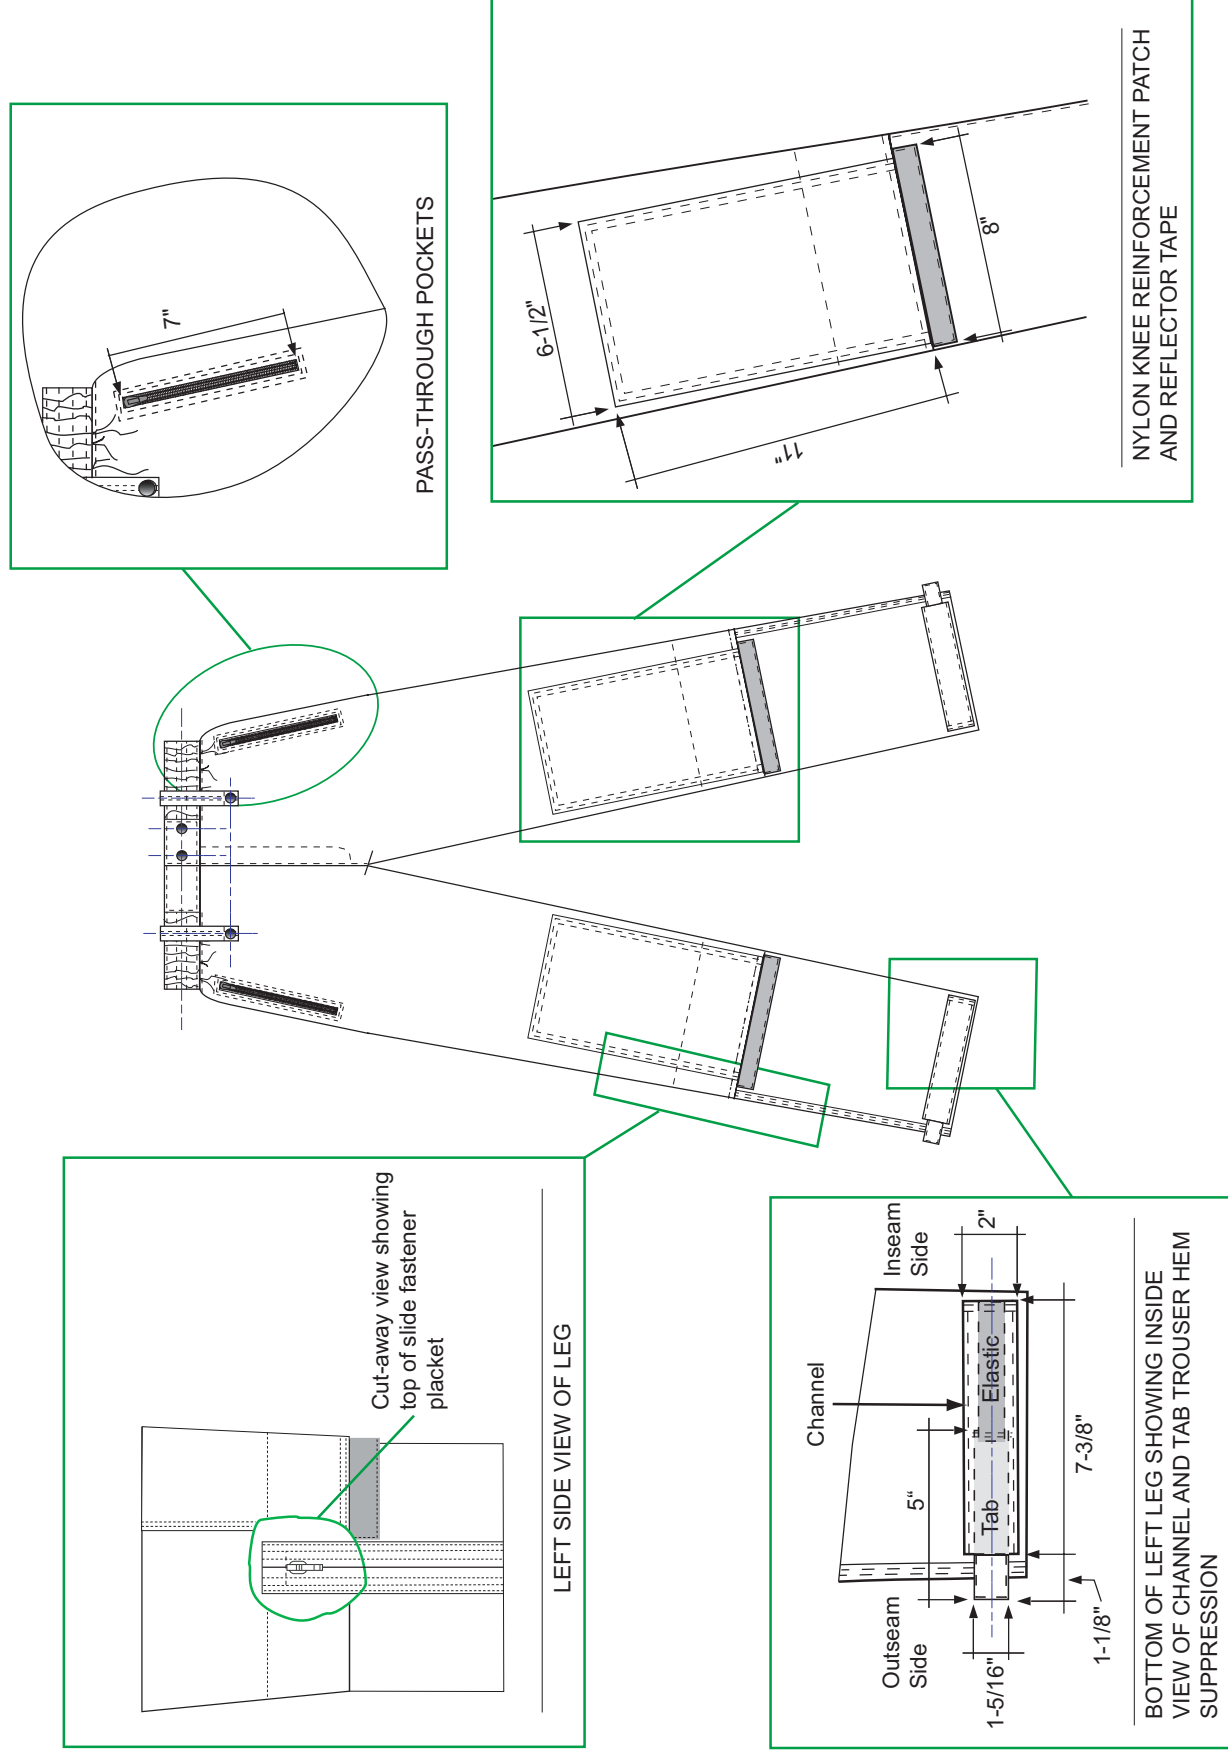 Cut-away view showing
top of slide fastener
placket
LEFT SIDE VIEW OF LEG
7"
PASS-THROUGH POCKETS
Outseam
Side
Channel
Inseam
Side
5“
2"
Tab
Elastic
1-5/16"
7-3/8"
1-1/8"
BOTTOM OF LEFT LEG SHOWING INSIDE
VIEW OF CHANNEL AND TAB TROUSER HEM
SUPPRESSION
6-1/2"
11"
8"
NYLON KNEE REINFORCEMENT PATCH
AND REFLECTOR TAPE